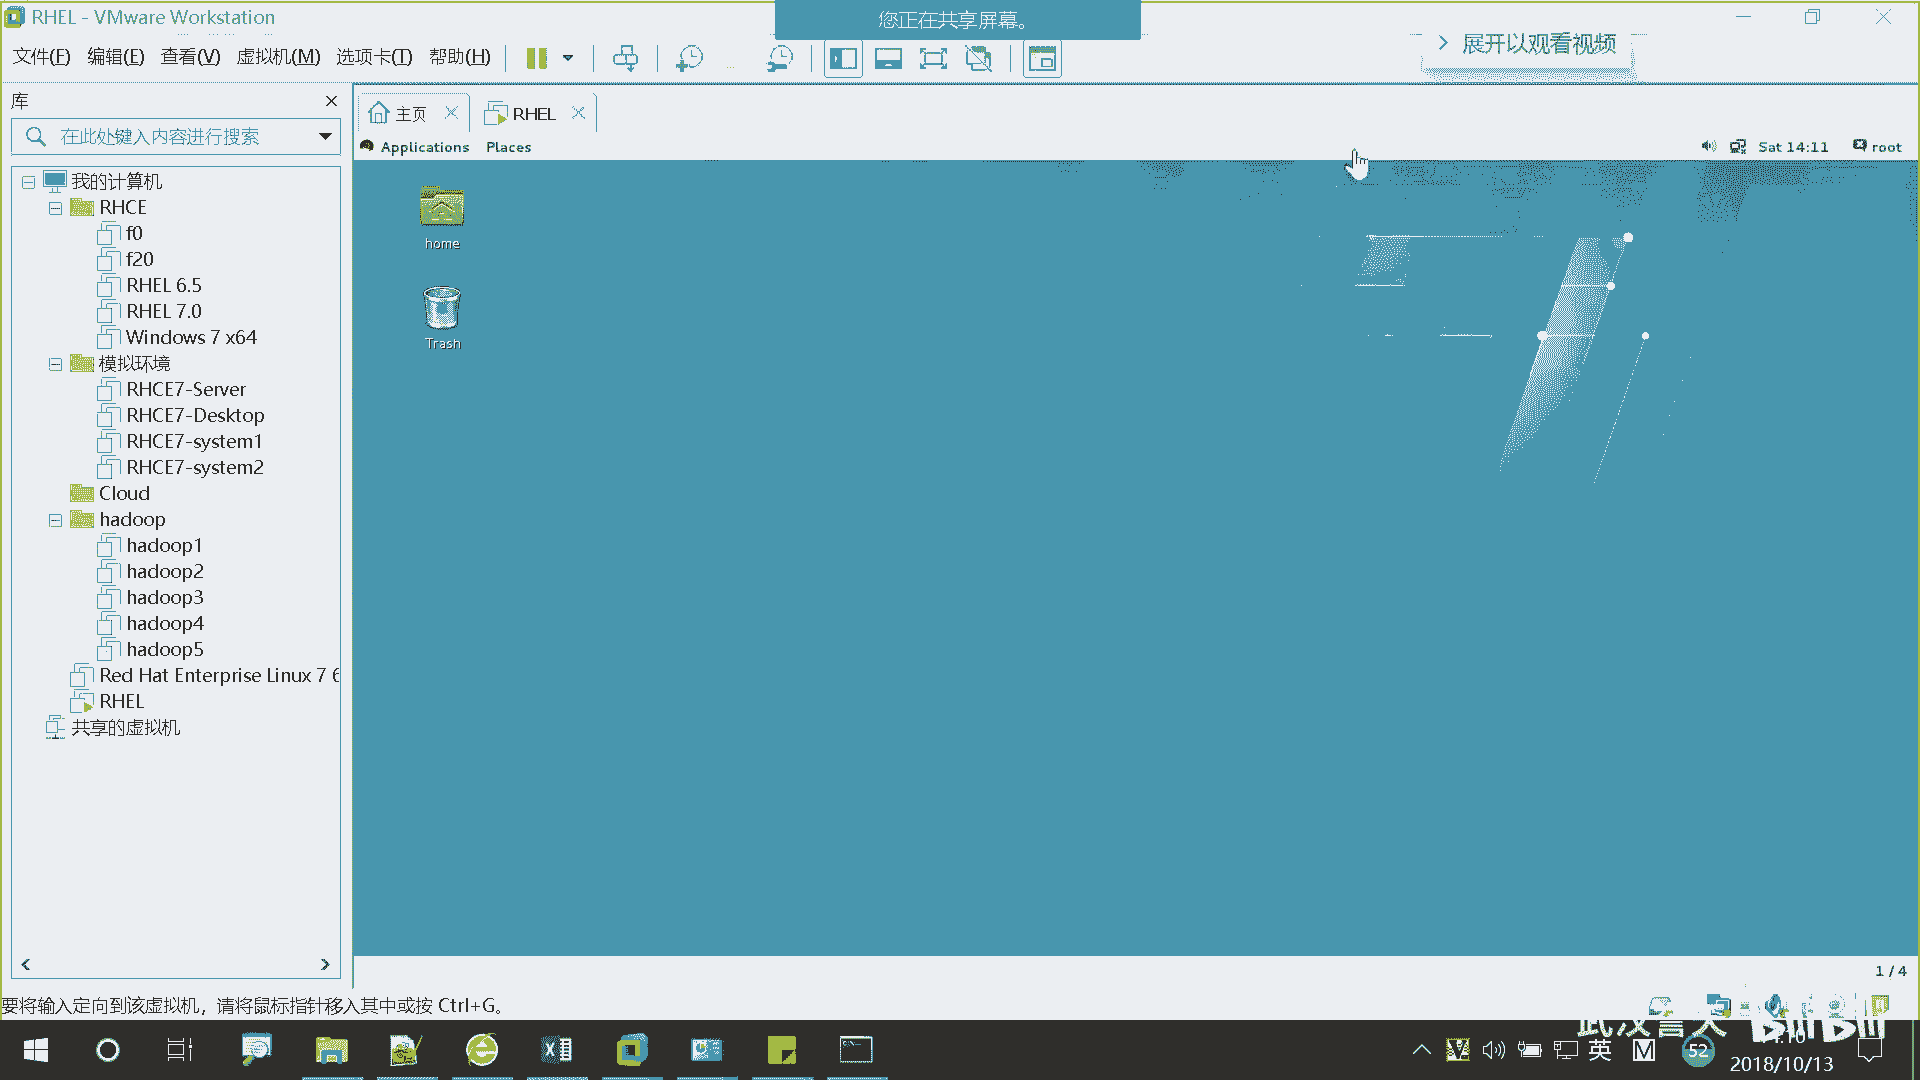 RHEL - VMware Workstation
您正在共享屏幕。
文件(F) 编辑(E) 查看(V) 虚拟机(M) 选项卡(T) 帮助(H)
展开以观看视频
库
主页
RHEL
在此处键入内容进行搜索
Applications Places
Sat 14:11 root
我的计算机
RHCE
f0
f20
RHEL 6.5
RHEL 7.0
Windows 7 x64
模拟环境
RHCE7-Server
RHCE7-Desktop
RHCE7-system1
RHCE7-system2
Cloud
hadoop
hadoop1
hadoop2
hadoop3
hadoop4
hadoop5
Red Hat Enterprise Linux 7 6
RHEL
共享的虚拟机
home
Trash
1 / 4
要将输入定向到该虚拟机，请将鼠标指针移入其中或按 Ctrl+G。
英
M
52
2018/10/13